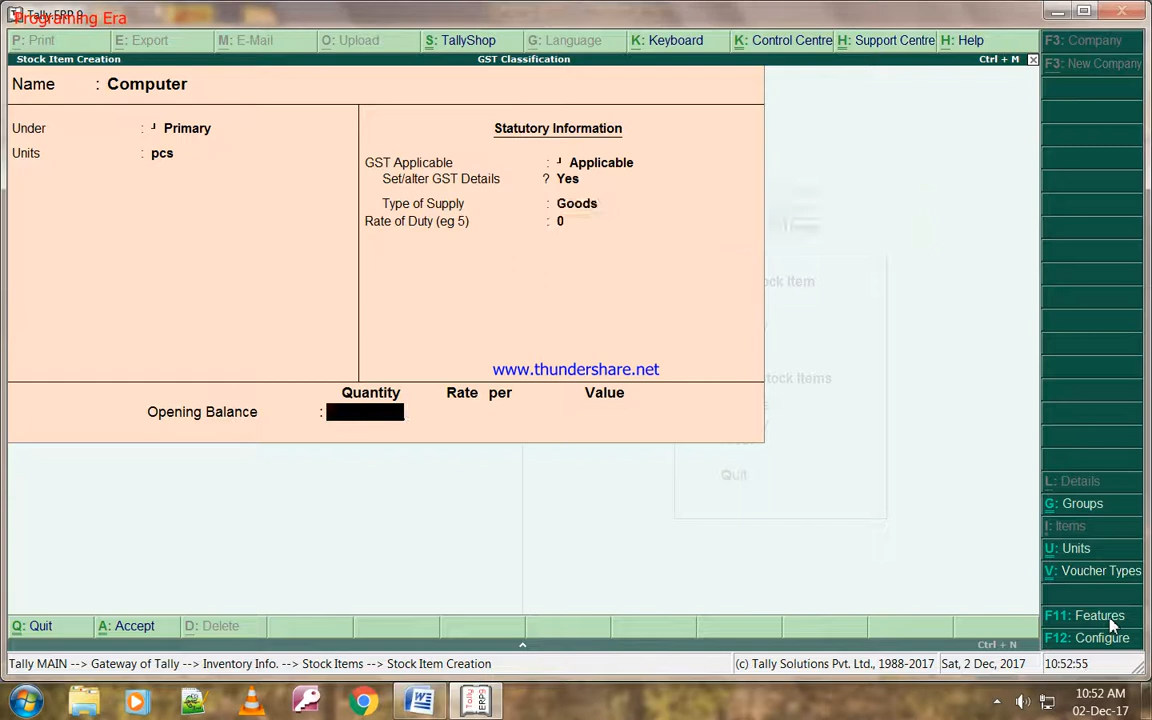 Programing Era
Tally.ERP 9
P: Print
E: Export
M: E-Mail
O: Upload
S: TallyShop
G: Language
K: Keyboard
K: Control Centre
H: Support Centre
H: Help
F3: Company
F3: New Company
Stock Item Creation
GST Classification
Ctrl + M
Name : Computer
Under : ┘ Primary
Units : pcs
Statutory Information
GST Applicable : ┘ Applicable
Set/alter GST Details ? Yes
Type of Supply : Goods
Rate of Duty (eg 5) : 0
ock Item
tock Items
Quit
www.thundershare.net
Quantity Rate per Value
Opening Balance :
L: Details
G: Groups
I: Items
U: Units
V: Voucher Types
F11: Features
F12: Configure
Q: Quit
A: Accept
D: Delete
Ctrl + N
Tally MAIN --> Gateway of Tally --> Inventory Info. --> Stock Items --> Stock Item Creation
(c) Tally Solutions Pvt. Ltd., 1988-2017
Sat, 2 Dec, 2017
10:52:55
10:52 AM
02-Dec-17